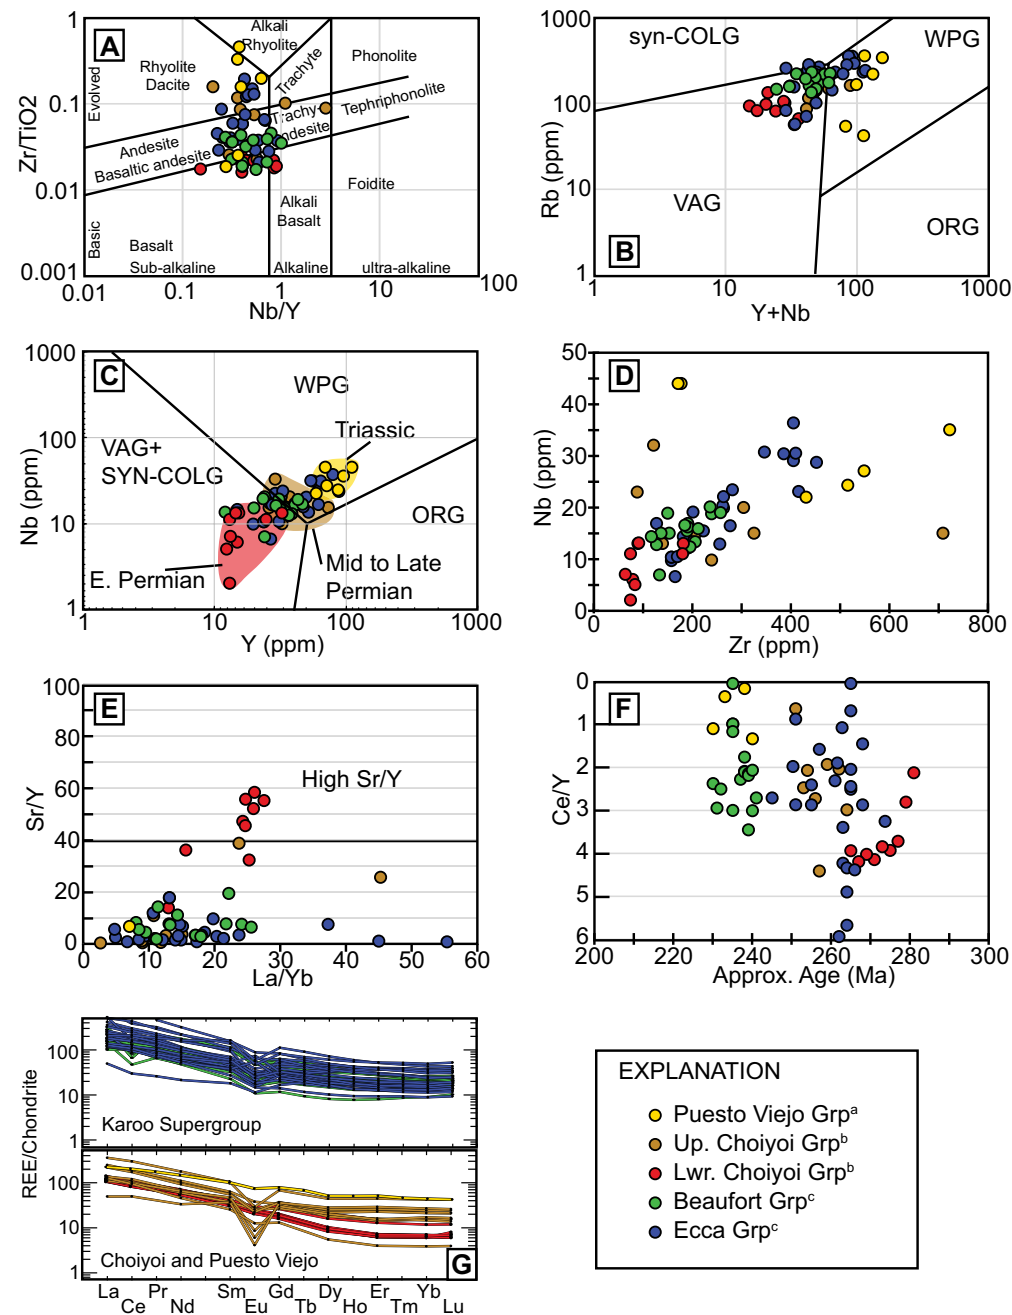 A
1
0.1
0.01
0.001
Zr/TiO2
Evolved
Basic
Alkali
Rhyolite
Rhyolite
Dacite
Trachyte
Phonolite
Tephriphonolite
Trachy-
andesite
Andesite
Basaltic andesite
Foidite
Alkali
Basalt
Basalt
Sub-alkaline
Alkaline
ultra-alkaline
0.01
0.1
1
10
100
Nb/Y
B
1000
100
10
1
Rb (ppm)
syn-COLG
WPG
VAG
ORG
1
10
100
1000
Y+Nb
C
1000
100
10
1
Nb (ppm)
WPG
Triassic
VAG+
SYN-COLG
ORG
E. Permian
Mid to Late
Permian
1
10
100
1000
Y (ppm)
D
50
40
30
20
10
0
Nb (ppm)
0
200
400
600
800
Zr (ppm)
E
100
80
60
40
20
0
Sr/Y
High Sr/Y
0
10
20
30
40
50
60
La/Yb
F
0
1
2
3
4
5
6
Ce/Y
200
220
240
260
280
300
Approx. Age (Ma)
REE/Chondrite
100
10
1
Karoo Supergroup
100
10
1
Choiyoi and Puesto Viejo
G
La Pr Sm Gd Dy Er Yb
Ce Nd Eu Tb Ho Tm Lu
EXPLANATION
Puesto Viejo Grpᵃ
Up. Choiyoi Grpᵇ
Lwr. Choiyoi Grpᵇ
Beaufort Grpᶜ
Ecca Grpᶜ